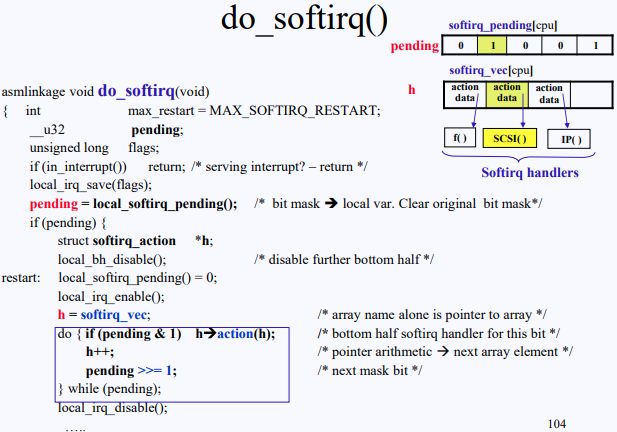 do_softirq()
softirq_pending[cpu]
pending 0 1 0 0 1
softirq_vec[cpu]
h action data action data action data
f( ) SCSI( ) IP( )
Softirq handlers
asmlinkage void do_softirq(void)
{ int max_restart = MAX_SOFTIRQ_RESTART;
__u32 pending;
unsigned long flags;
if (in_interrupt()) return; /* serving interrupt? – return */
local_irq_save(flags);
pending = local_softirq_pending(); /* bit mask ➔ local var. Clear original bit mask*/
if (pending) {
struct softirq_action *h;
local_bh_disable(); /* disable further bottom half */
restart: local_softirq_pending() = 0;
local_irq_enable();
h = softirq_vec; /* array name alone is pointer to array */
do { if (pending & 1) h➔action(h); /* bottom half softirq handler for this bit */
h++; /* pointer arithmetic → next array element */
pending >>= 1; /* next mask bit */
} while (pending);
local_irq_disable();
…..
104